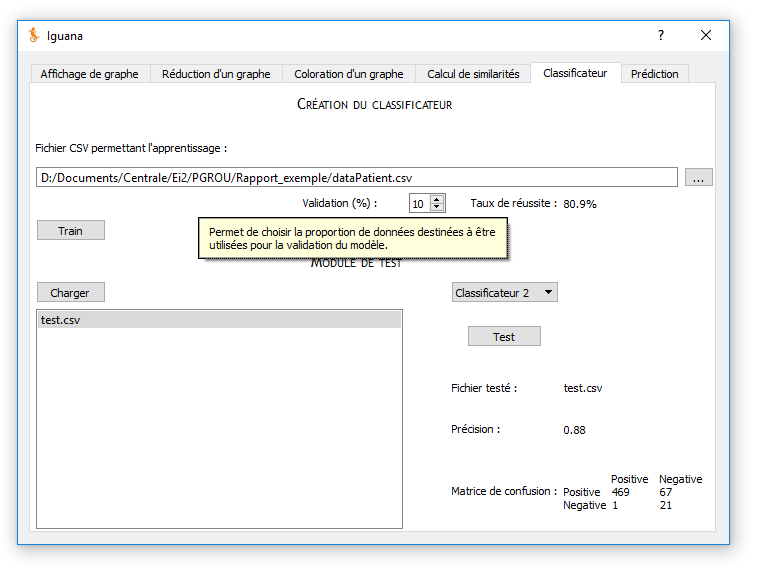 Iguana
?
Affichage de graphe Réduction d'un graphe Coloration d'un graphe Calcul de similarités Classificateur Prédiction
Création du classificateur
Fichier CSV permettant l'apprentissage :
D:/Documents/Centrale/Ei2/PGROU/Rapport_exemple/dataPatient.csv ...
Validation (%) : 10 Taux de réussite : 80.9%
Train
Permet de choisir la proportion de données destinées à être
utilisées pour la validation du modèle.
Module de test
Charger Classificateur 2
test.csv
Test
Fichier testé : test.csv
Précision : 0.88
Positive Negative
Matrice de confusion : Positive 469 67
Negative 1 21